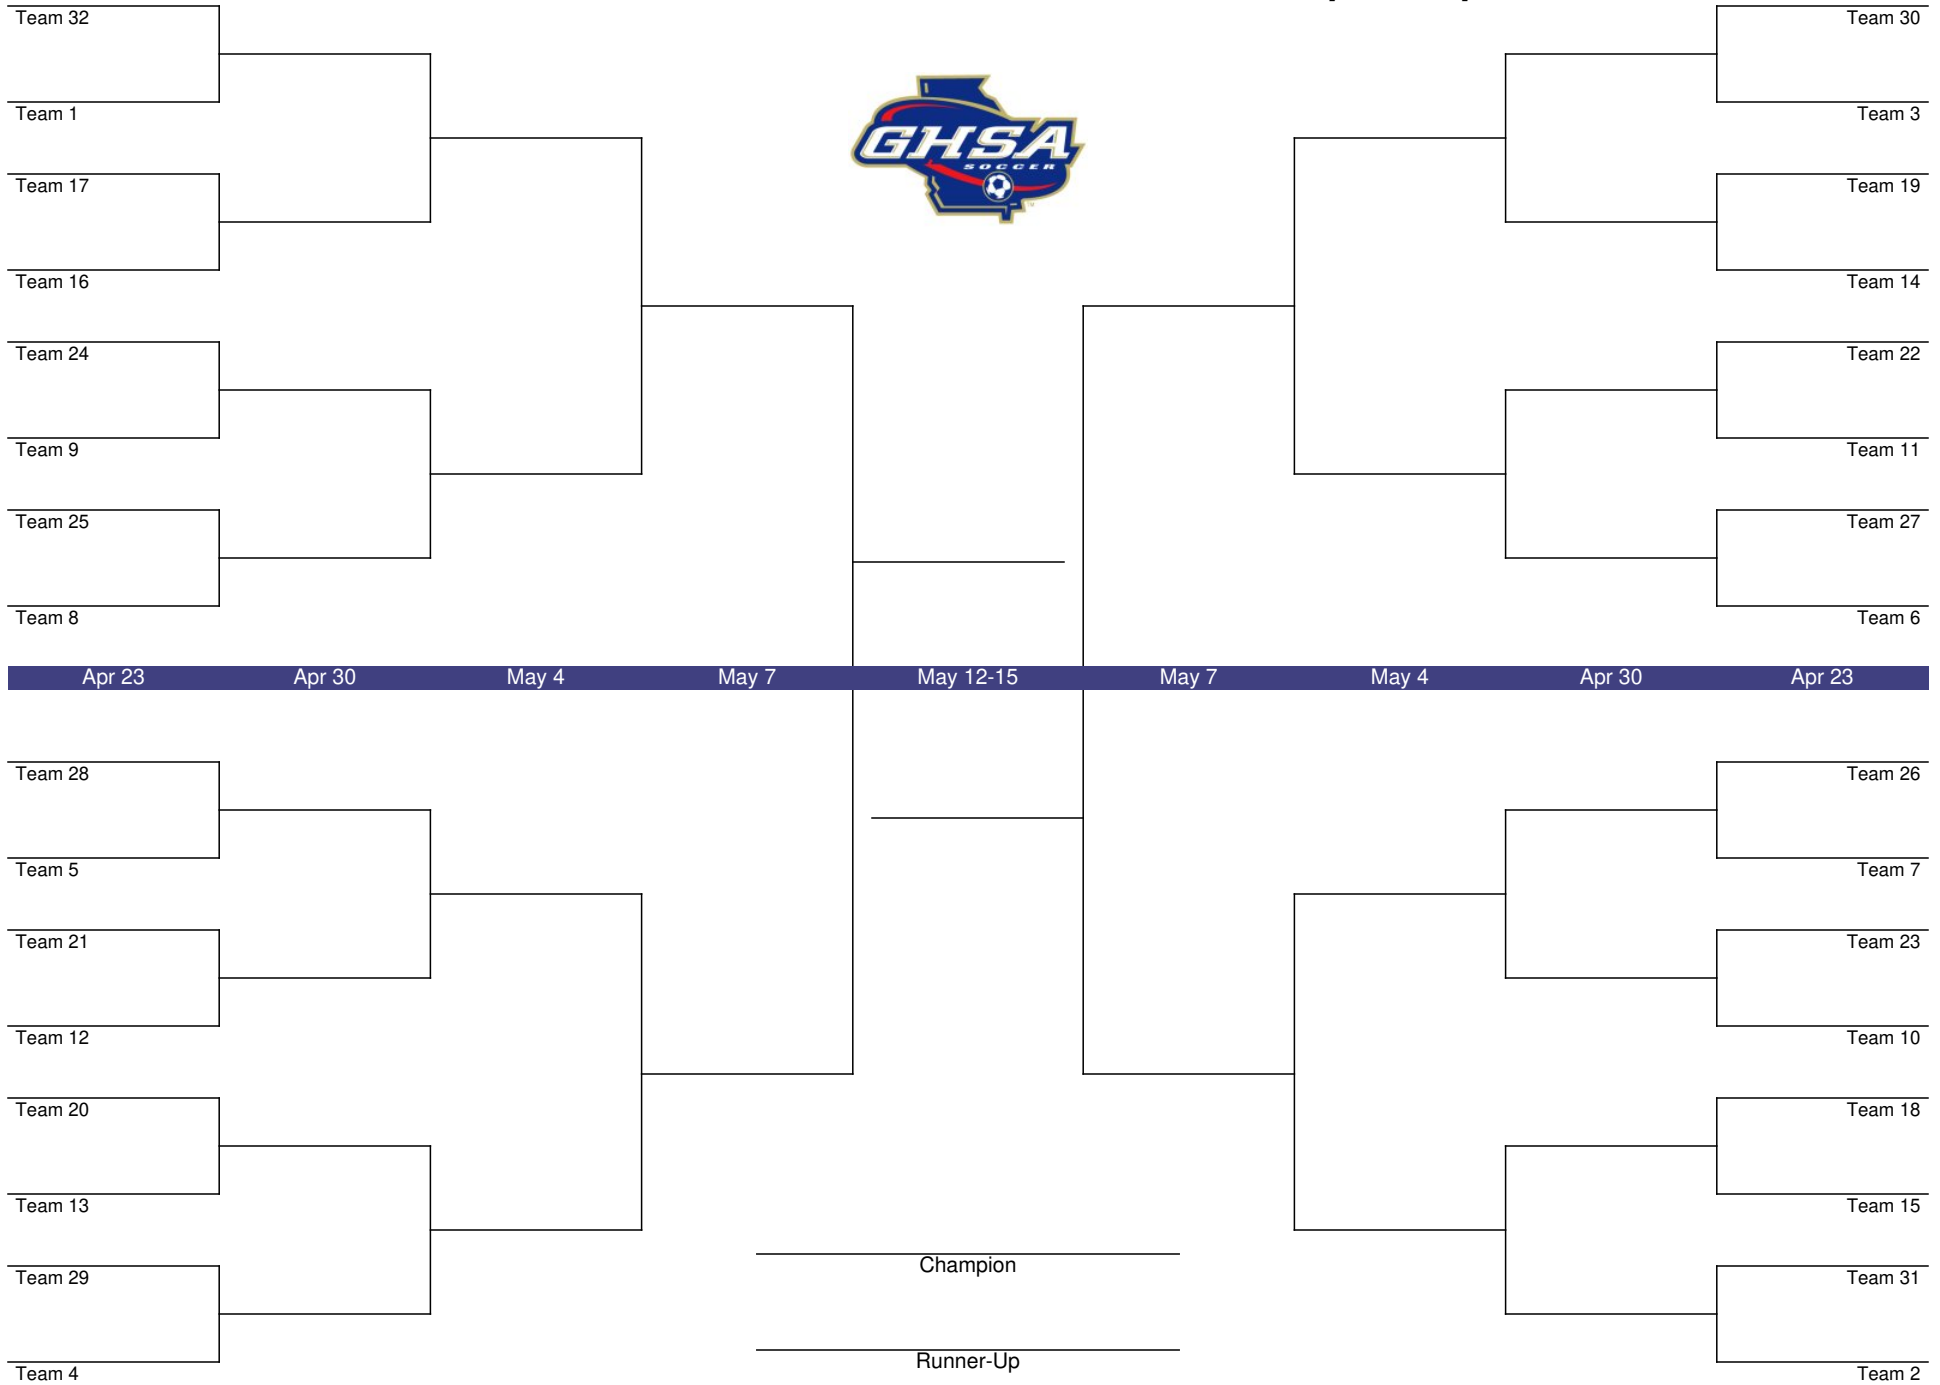 Team 32
Team 1
Team 17
Team 16
Team 24
Team 9
Team 25
Team 8
GHSA
SOCCER
Team 30
Team 3
Team 19
Team 14
Team 22
Team 11
Team 27
Team 6
Apr 23 Apr 30 May 4 May 7 May 12-15 May 7 May 4 Apr 30 Apr 23
Team 28
Team 5
Team 21
Team 12
Team 20
Team 13
Team 29
Team 4
Champion
Runner-Up
Team 26
Team 7
Team 23
Team 10
Team 18
Team 15
Team 31
Team 2